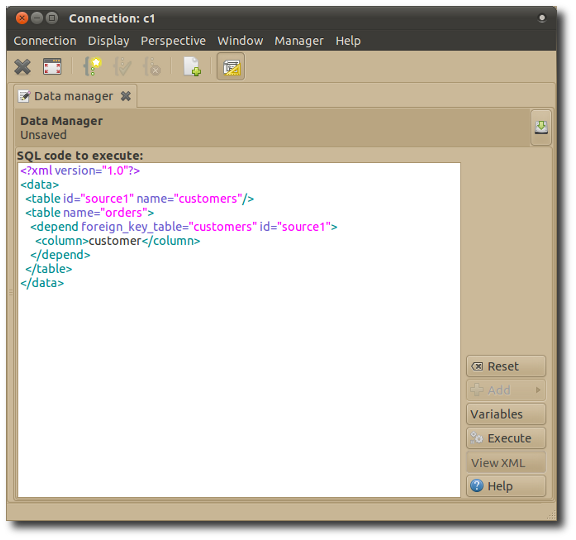 Connection: c1
Connection Display Perspective Window Manager Help
Data manager
Data Manager
Unsaved
SQL code to execute:
<?xml version="1.0"?>
<data>
<table id="source1" name="customers"/>
<table name="orders">
<depend foreign_key_table="customers" id="source1">
<column>customer</column>
</depend>
</table>
</data>
Reset
Add
Variables
Execute
View XML
Help